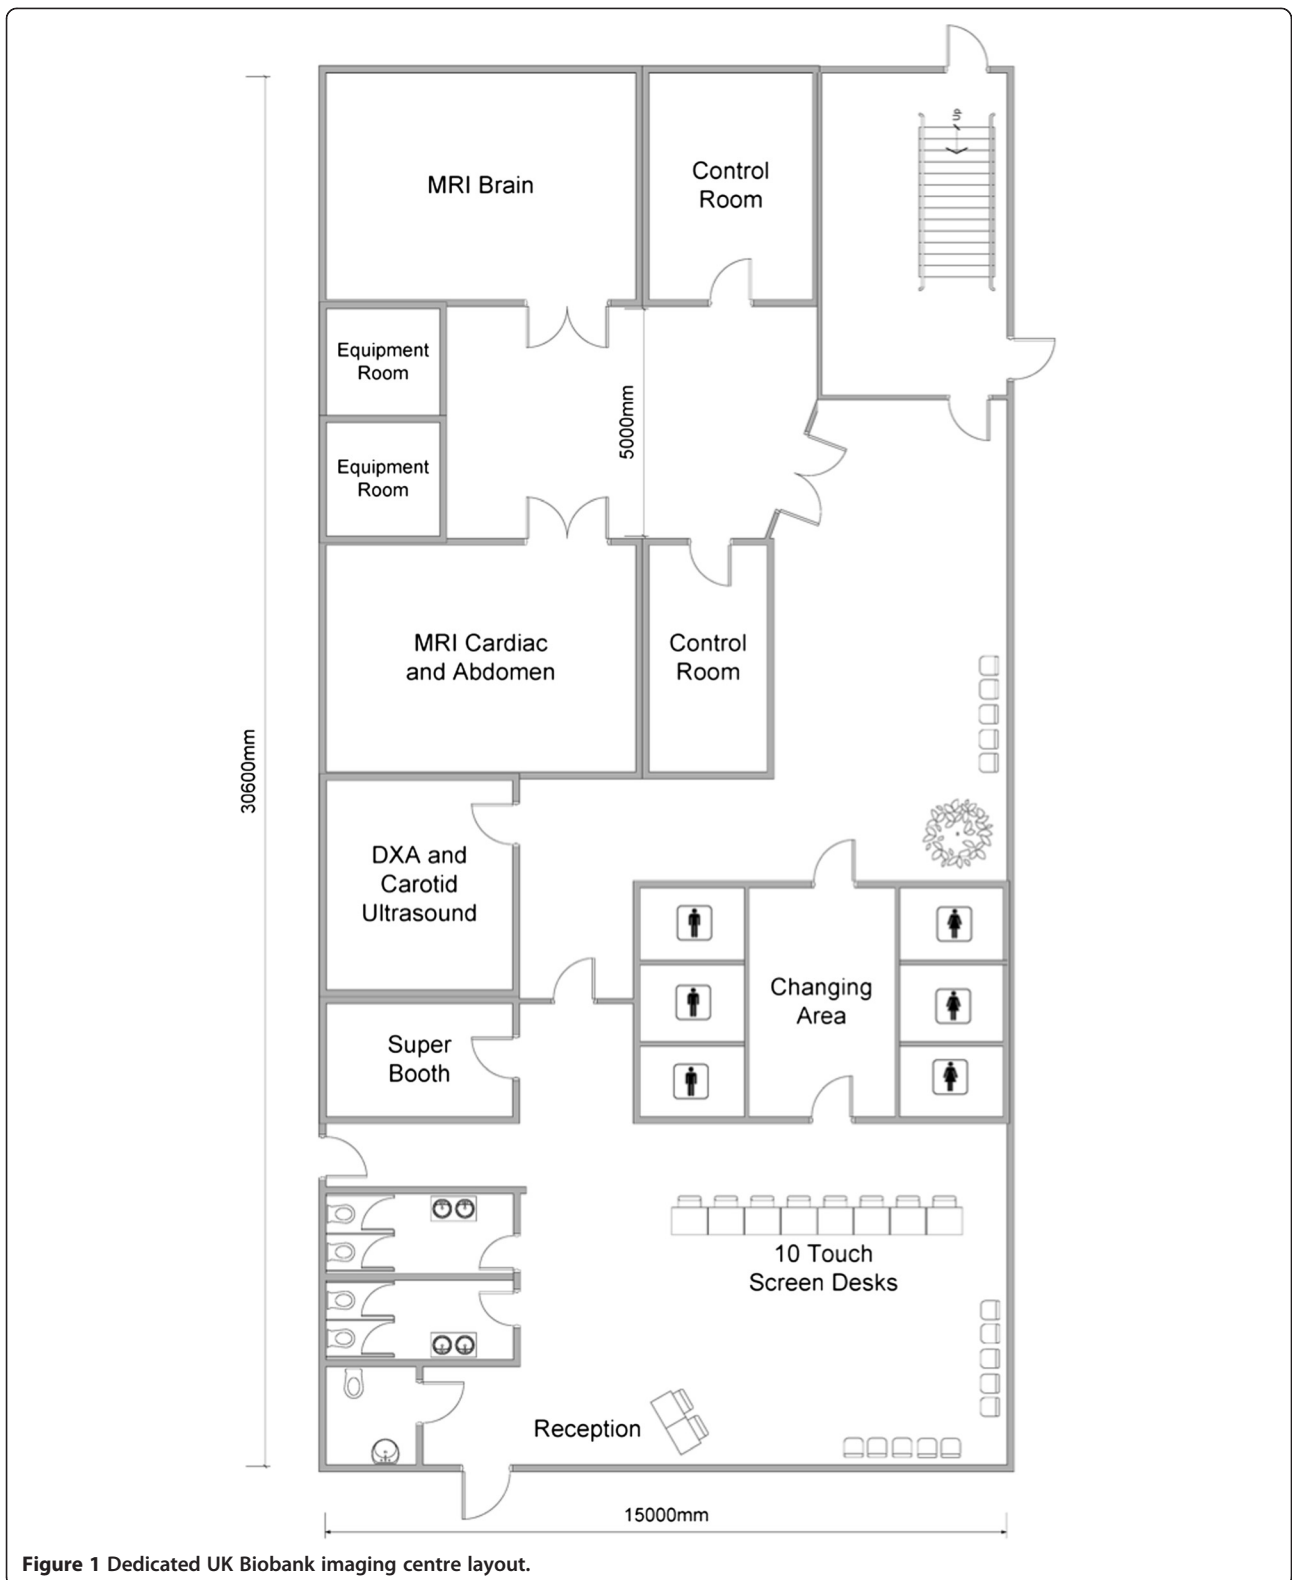 Up
MRI Brain
Control
Room
Equipment
Room
5000mm
Equipment
Room
MRI Cardiac
and Abdomen
Control
Room
30600mm
DXA and
Carotid
Ultrasound
Changing
Area
Super
Booth
10 Touch
Screen Desks
Reception
15000mm
Figure 1 Dedicated UK Biobank imaging centre layout.